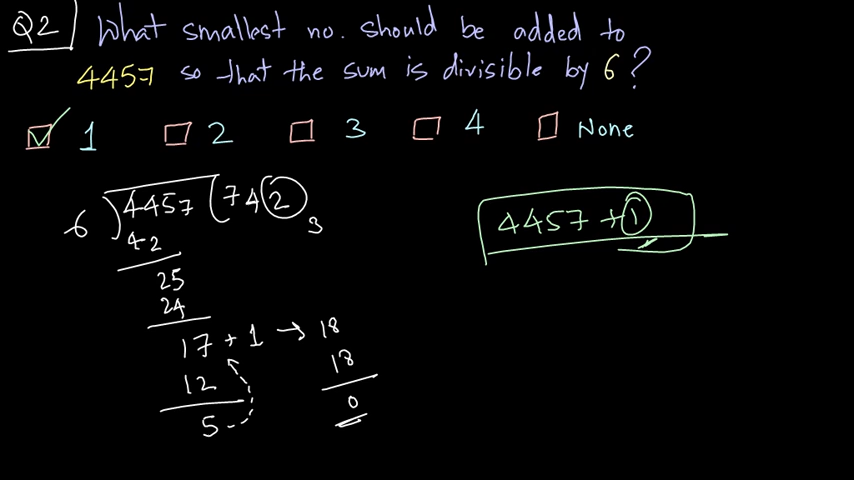 Q2 What smallest no. should be added to
4457 so that the sum is divisible by 6?
1 2 3 4 None
6 4457 742
3
42
25
24
17 + 1 → 18
12 18
5 0
4457 + 1